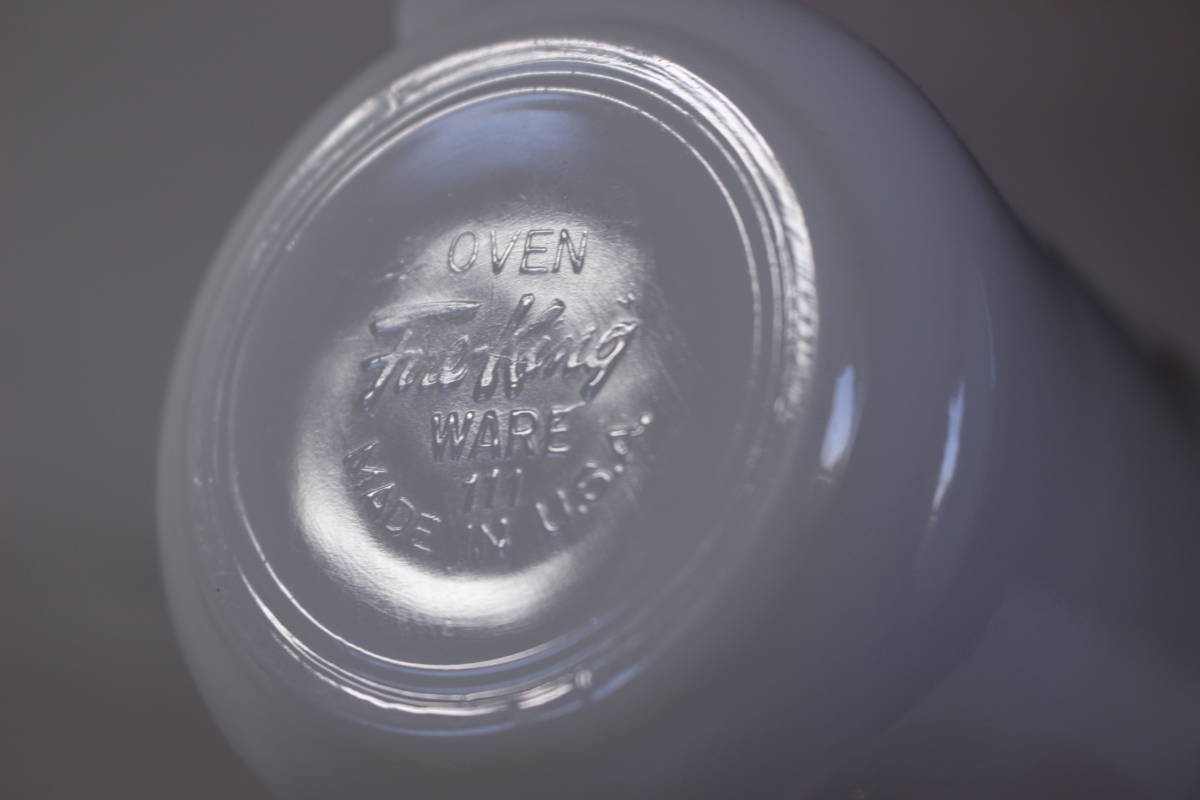 OVEN
Fire-King
WARE
111
MADE IN U.S.A.